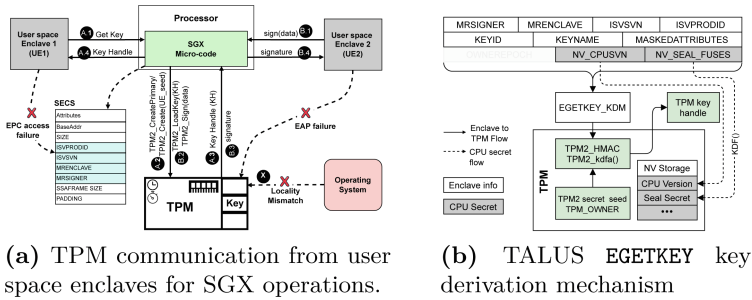 Processor
User space
Enclave 1
(UE1)
A.1 Get Key
A.4 Key Handle
SGX
Micro-code
sign(data) B.1
signature B.4
User space
Enclave 2
(UE2)
EPC access
failure
SECS
Attributes
BaseAddr
SIZE
ISVPRODID
ISVSVN
MRENCLAVE
MRSIGNER
SSAFRAME SIZE
PADDING
A.2 TPM2_CreatePrimary/
TPM2_Create(UE_seed)
B.2 TPM2_LoadKey(KH)
TPM2_Sign(data)
A.3 Key Handle (KH)
B.3 signature
EAP failure
X
Locality
Mismatch
Operating
System
TPM
Key
(a) TPM communication from user
space enclaves for SGX operations.
MRSIGNER MRENCLAVE ISVSVN ISVPRODID
KEYID KEYNAME MASKEDATTRIBUTES
NV_CPUSVN NV_SEAL_FUSES
EGETKEY_KDM
TPM key
handle
Enclave to
TPM Flow
CPU secret
flow
Enclave info
CPU Secret
TPM
TPM2_HMAC
TPM2_kdfa()
TPM2 secret seed
TPM_OWNER
NV Storage
CPU Version
Seal Secret
•••
KDF()
(b) TALUS EGETKEY key
derivation mechanism